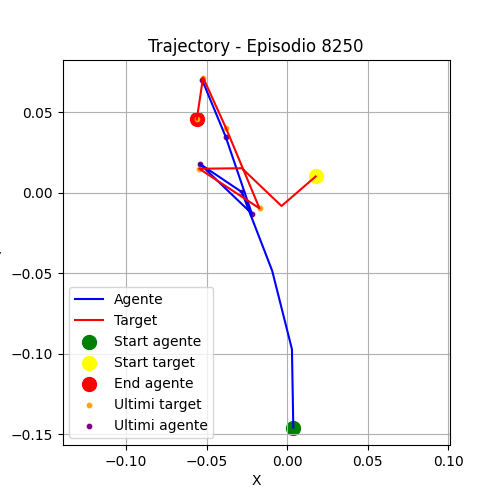 Trajectory - Episodio 8250
0.05
0.00
−0.05
−0.10
−0.15
−0.10
−0.05
0.00
0.05
0.10
X
Agente
Target
Start agente
Start target
End agente
Ultimi target
Ultimi agente